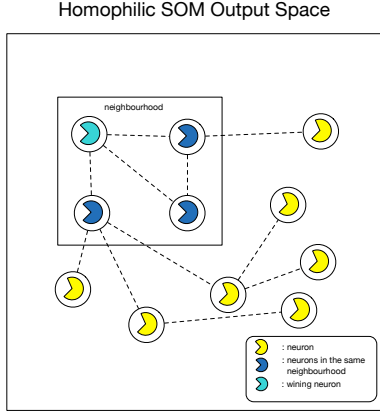 Homophilic SOM Output Space
neighbourhood
: neuron
: neurons in the same
neighbourhood
: wining neuron